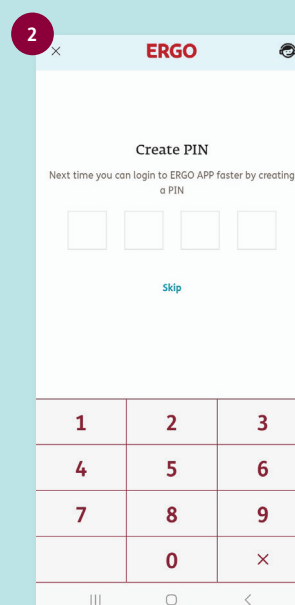 2
ERGO
Create PIN
Next time you can login to ERGO APP faster by creating
a PIN
Skip
1 2 3
4 5 6
7 8 9
0 ×